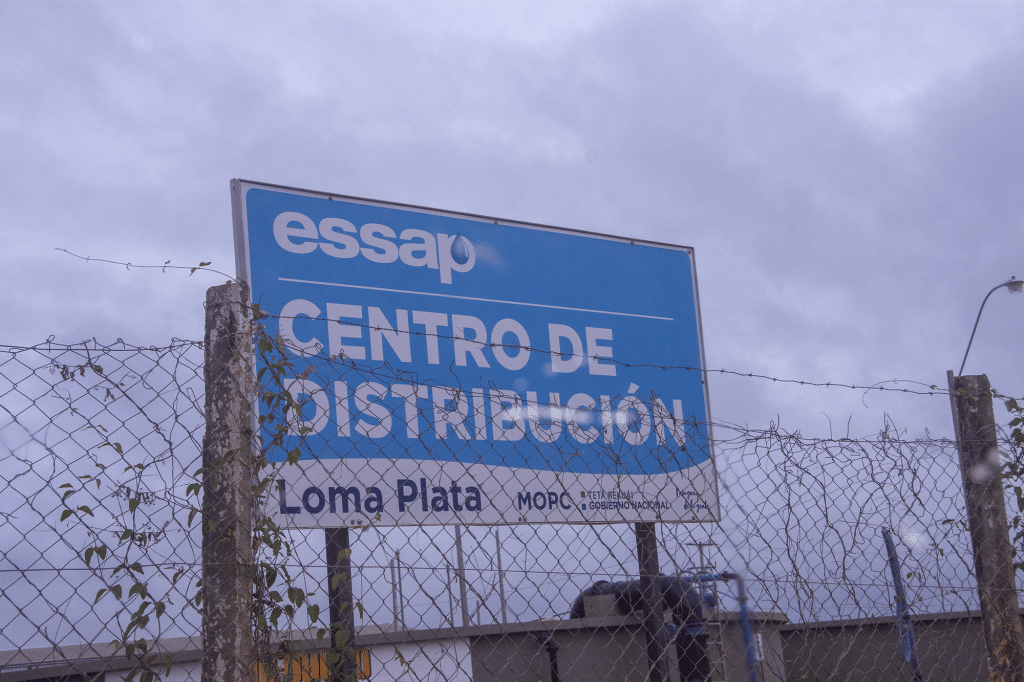 essap
CENTRO DE
DISTRIBUCIÓN
Loma Plata
MOPC
TETÃ REKUÁI
GOBIERNO NACIONAL